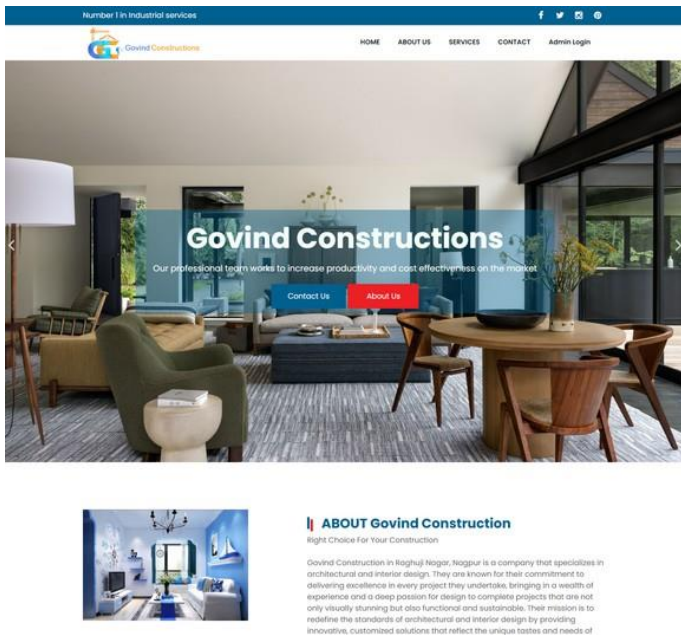 Number 1 in Industrial services
Govind Constructions
HOME ABOUT US SERVICES CONTACT Admin Login
Govind Constructions
Our professional team works to increase productivity and cost effectiveness on the market
Contact Us About Us
ABOUT Govind Construction
Right Choice For Your Construction
Govind Construction in Raghuji Nagar, Nagpur is a company that specializes in
architectural and interior design. They are known for their commitment to
delivering excellence in every project they undertake, bringing in a wealth of
experience and a deep passion for design to complete projects that are not
only visually stunning but also functional and sustainable. Their mission is to
redefine the standards of architectural and interior design by providing
innovative, customized solutions that reflect the unique tastes and needs of